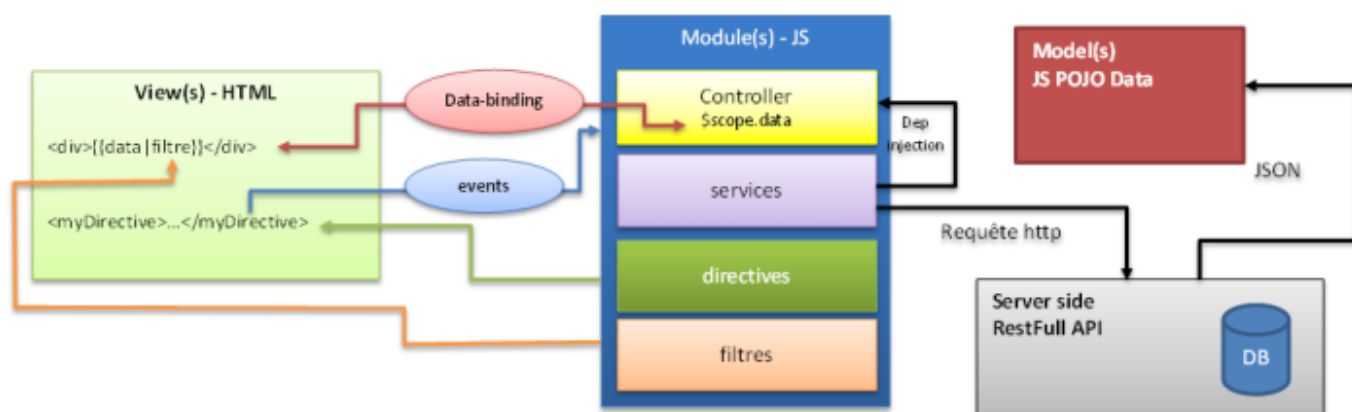 View(s) - HTML
<div>{{data|filtre}}</div>
<myDirective>...</myDirective>
Data-binding
events
Module(s) - JS
Controller
$scope.data
services
directives
filtres
Dep
injection
Requête http
Model(s)
JS POJO Data
JSON
Server side
RestFull API
DB